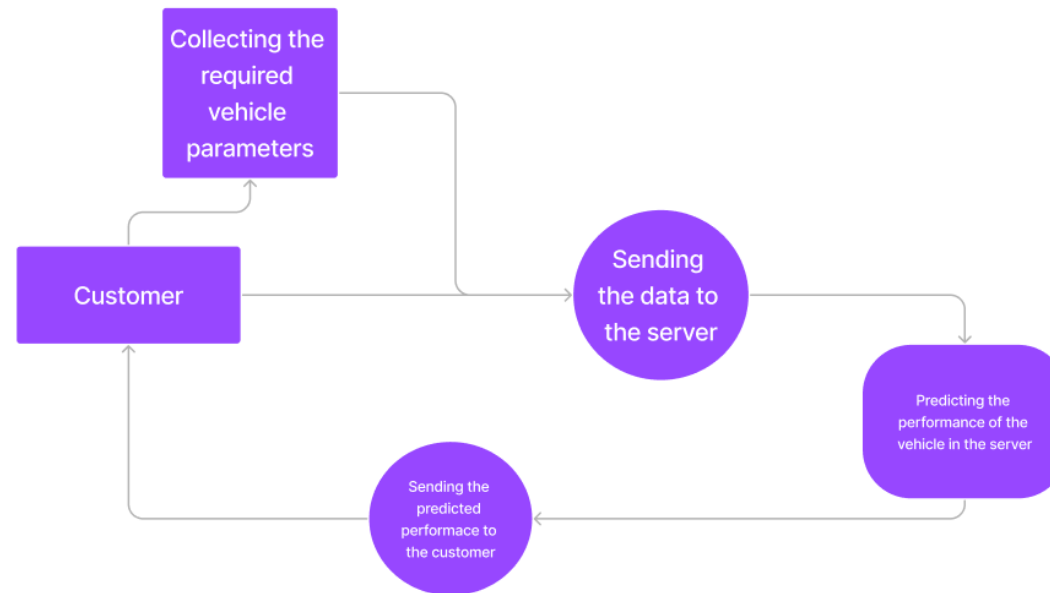 Collecting the
required
vehicle
parameters
Customer
Sending
the data to
the server
Predicting the
performance of the
vehicle in the server
Sending the
predicted
performace to
the customer